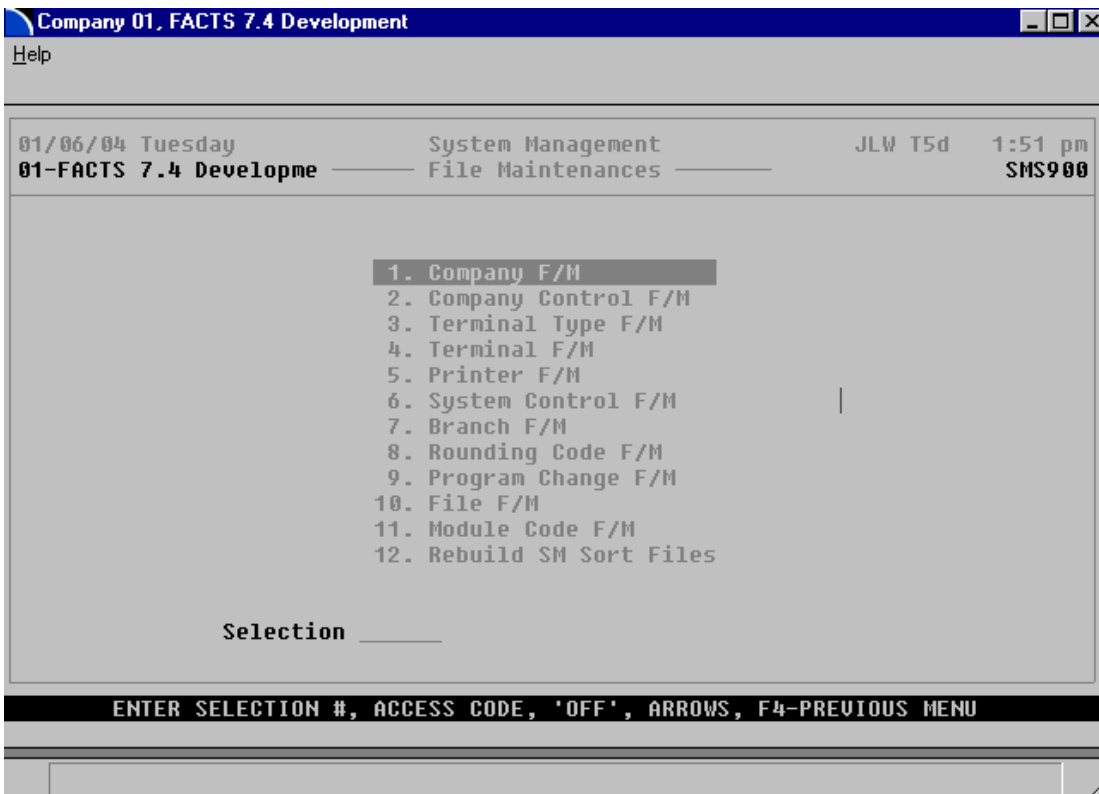 Company 01, FACTS 7.4 Development
Help
01/06/04 Tuesday System Management JLW T5d 1:51 pm
01-FACTS 7.4 Developme File Maintenances SMS900
1. Company F/M
2. Company Control F/M
3. Terminal Type F/M
4. Terminal F/M
5. Printer F/M
6. System Control F/M
7. Branch F/M
8. Rounding Code F/M
9. Program Change F/M
10. File F/M
11. Module Code F/M
12. Rebuild SM Sort Files
Selection ______
ENTER SELECTION #, ACCESS CODE, 'OFF', ARROWS, F4-PREVIOUS MENU